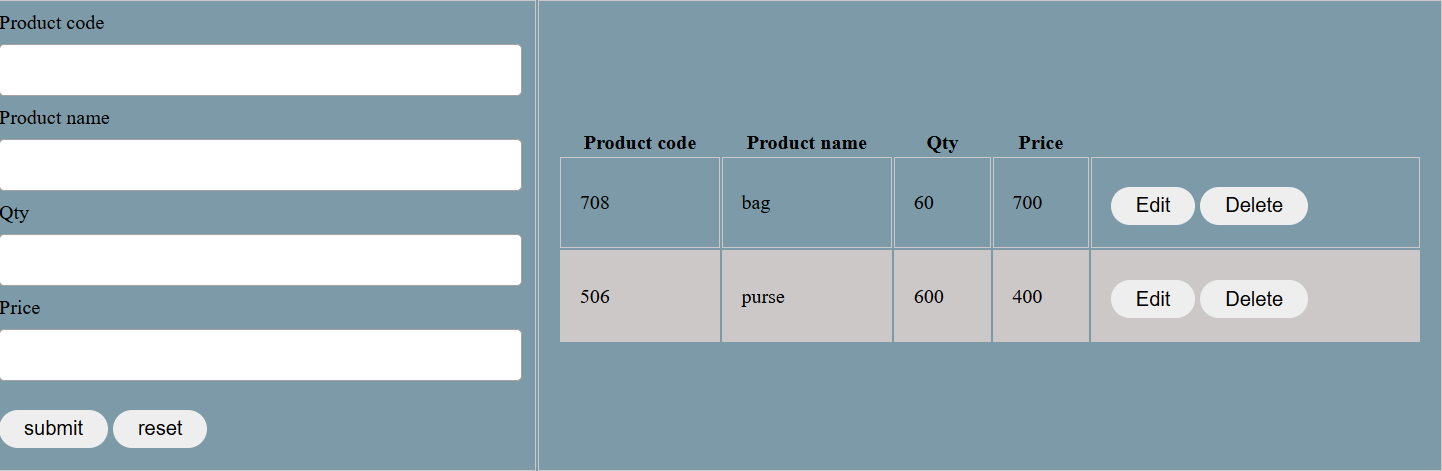 Product code
Product name
Qty
Price
submit reset
Product code Product name Qty Price
708 bag 60 700 Edit Delete
506 purse 600 400 Edit Delete